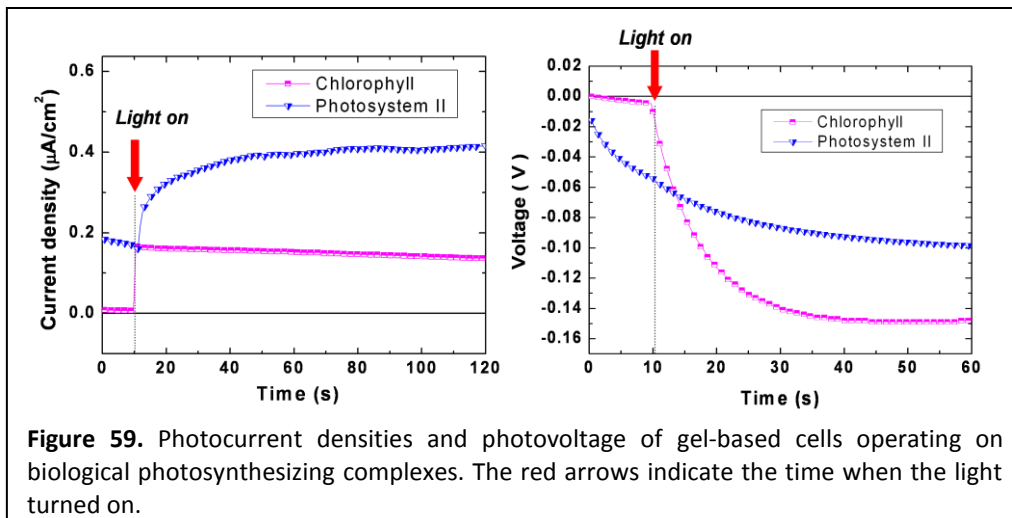 Light on
Chlorophyll
Photosystem II
Current density (μA/cm²)
0.6
0.4
0.2
0.0
0 20 40 60 80 100 120
Time (s)
Light on
Chlorophyll
Photosystem II
Voltage ( V)
0.02
0.00
-0.02
-0.04
-0.06
-0.08
-0.10
-0.12
-0.14
-0.16
0 10 20 30 40 50 60
Time (s)
Figure 59. Photocurrent densities and photovoltage of gel-based cells operating on
biological photosynthesizing complexes. The red arrows indicate the time when the light
turned on.